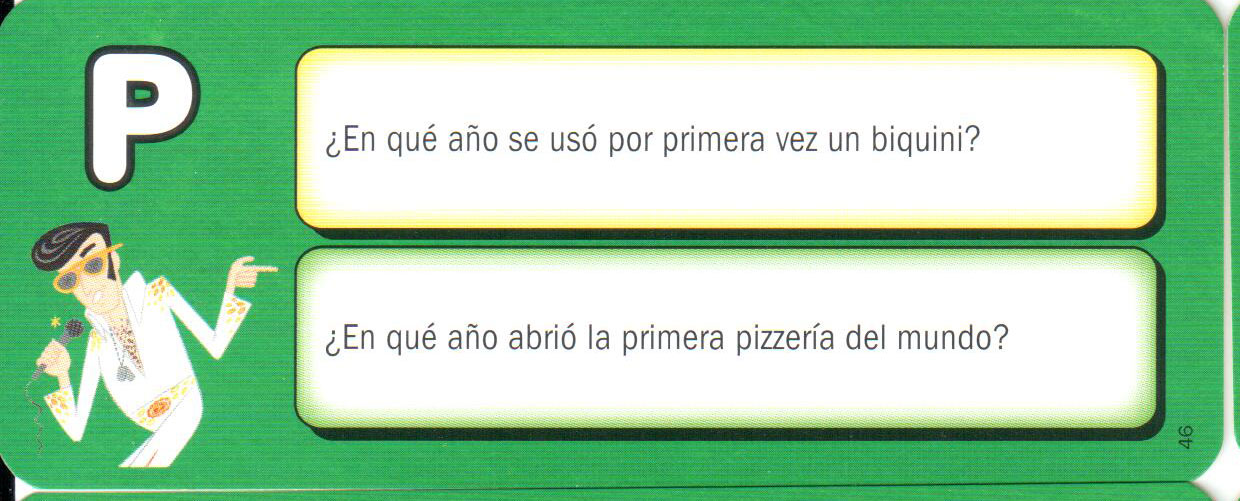 P
¿En qué año se usó por primera vez un biquini?
¿En qué año abrió la primera pizzería del mundo?
46